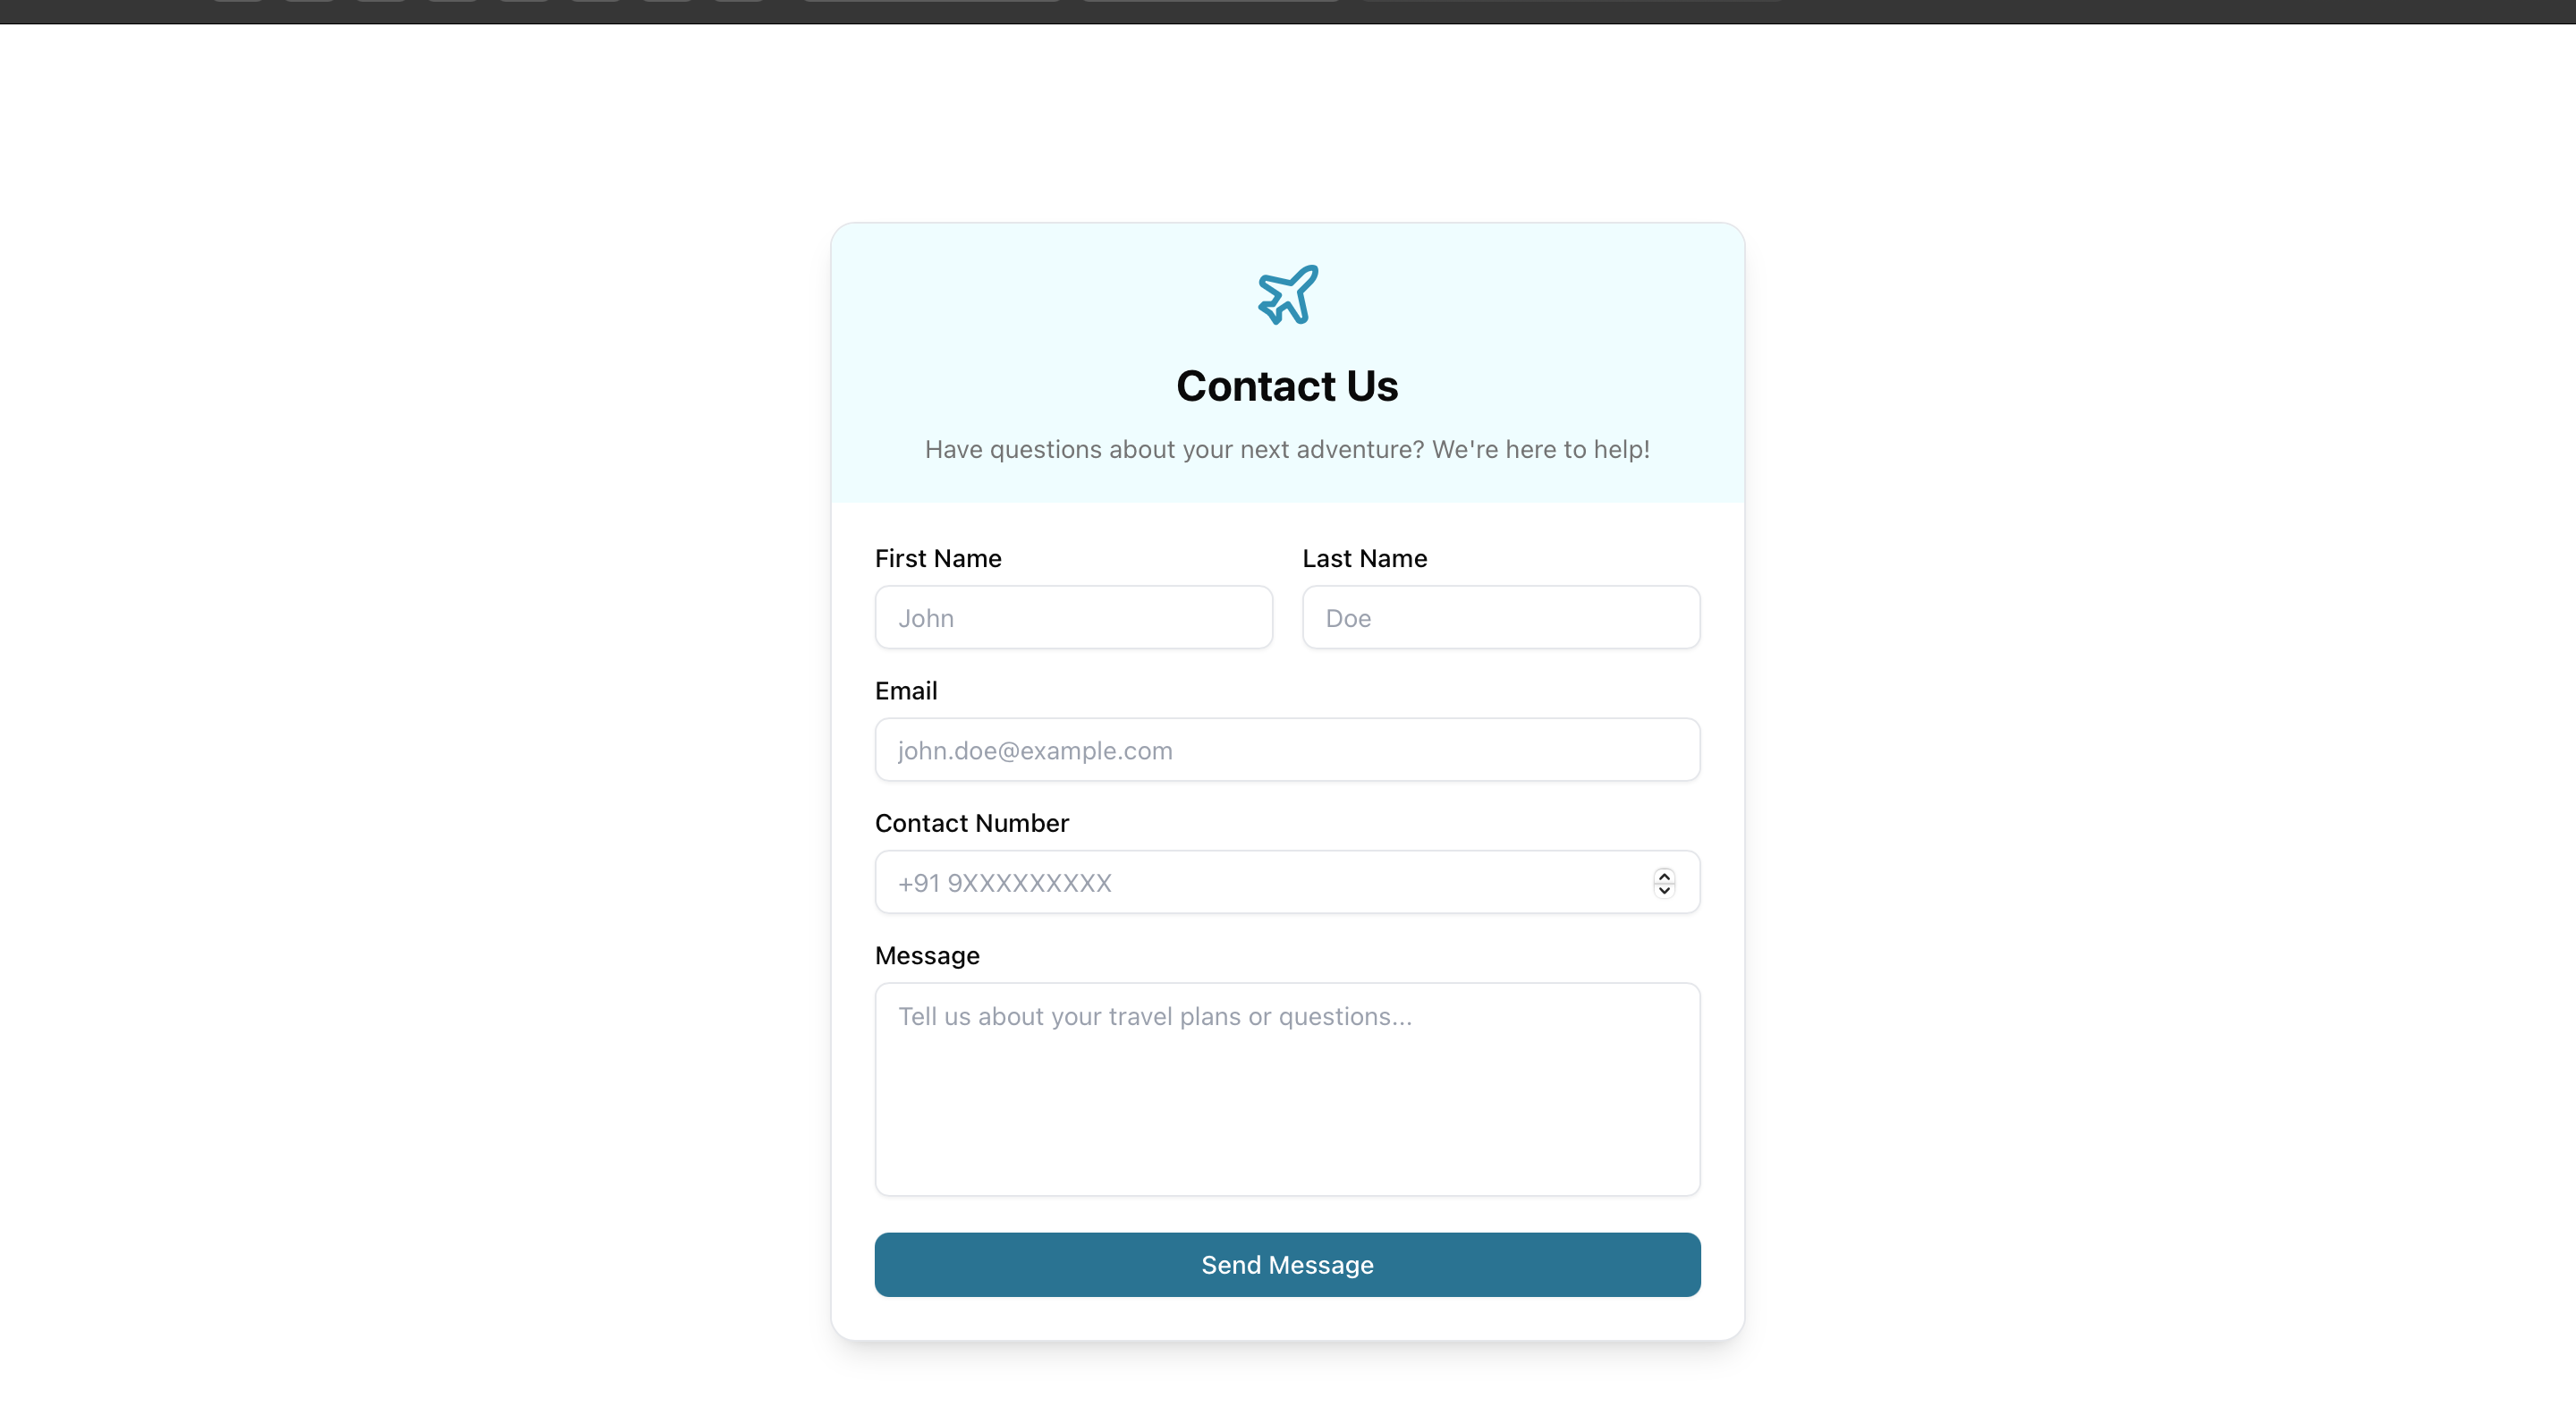 Contact Us
Have questions about your next adventure? We're here to help!
First Name
Last Name
John
Doe
Email
john.doe@example.com
Contact Number
+91 9XXXXXXXXX
Message
Tell us about your travel plans or questions...
Send Message